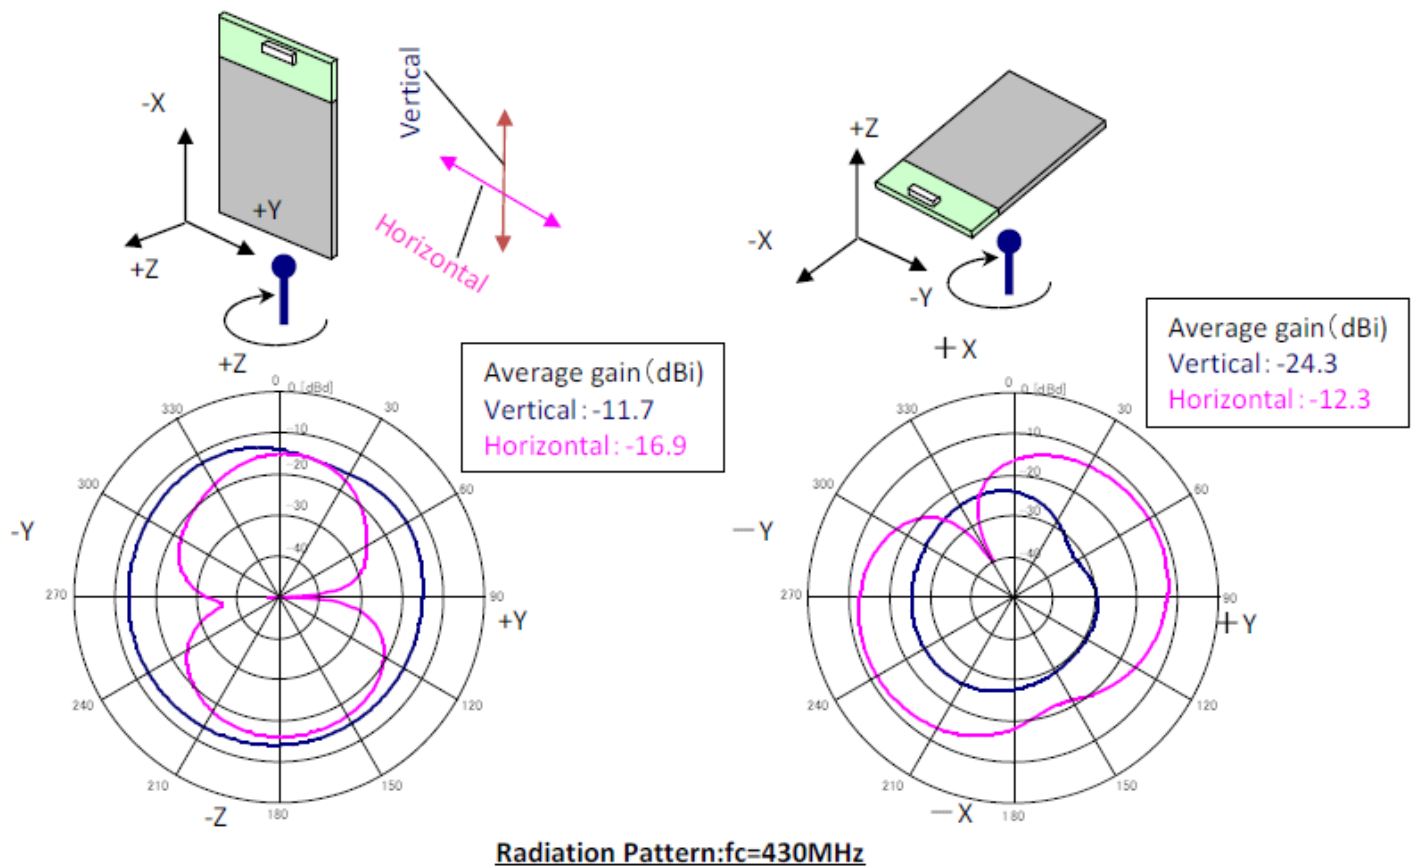 -X
+Y
+Z
Vertical
Horizontal
+Z
-X
-Y
+Z
Average gain(dBi)
Vertical:-11.7
Horizontal:-16.9
0
0 [dBd]
-10
-20
-30
-40
30
60
90
120
150
180
210
240
270
300
330
-Y
+Y
-Z
+X
Average gain(dBi)
Vertical:-24.3
Horizontal:-12.3
0
0 [dBd]
-10
-20
-30
-40
30
60
90
120
150
180
210
240
270
300
330
-Y
+Y
-X
Radiation Pattern:fc=430MHz